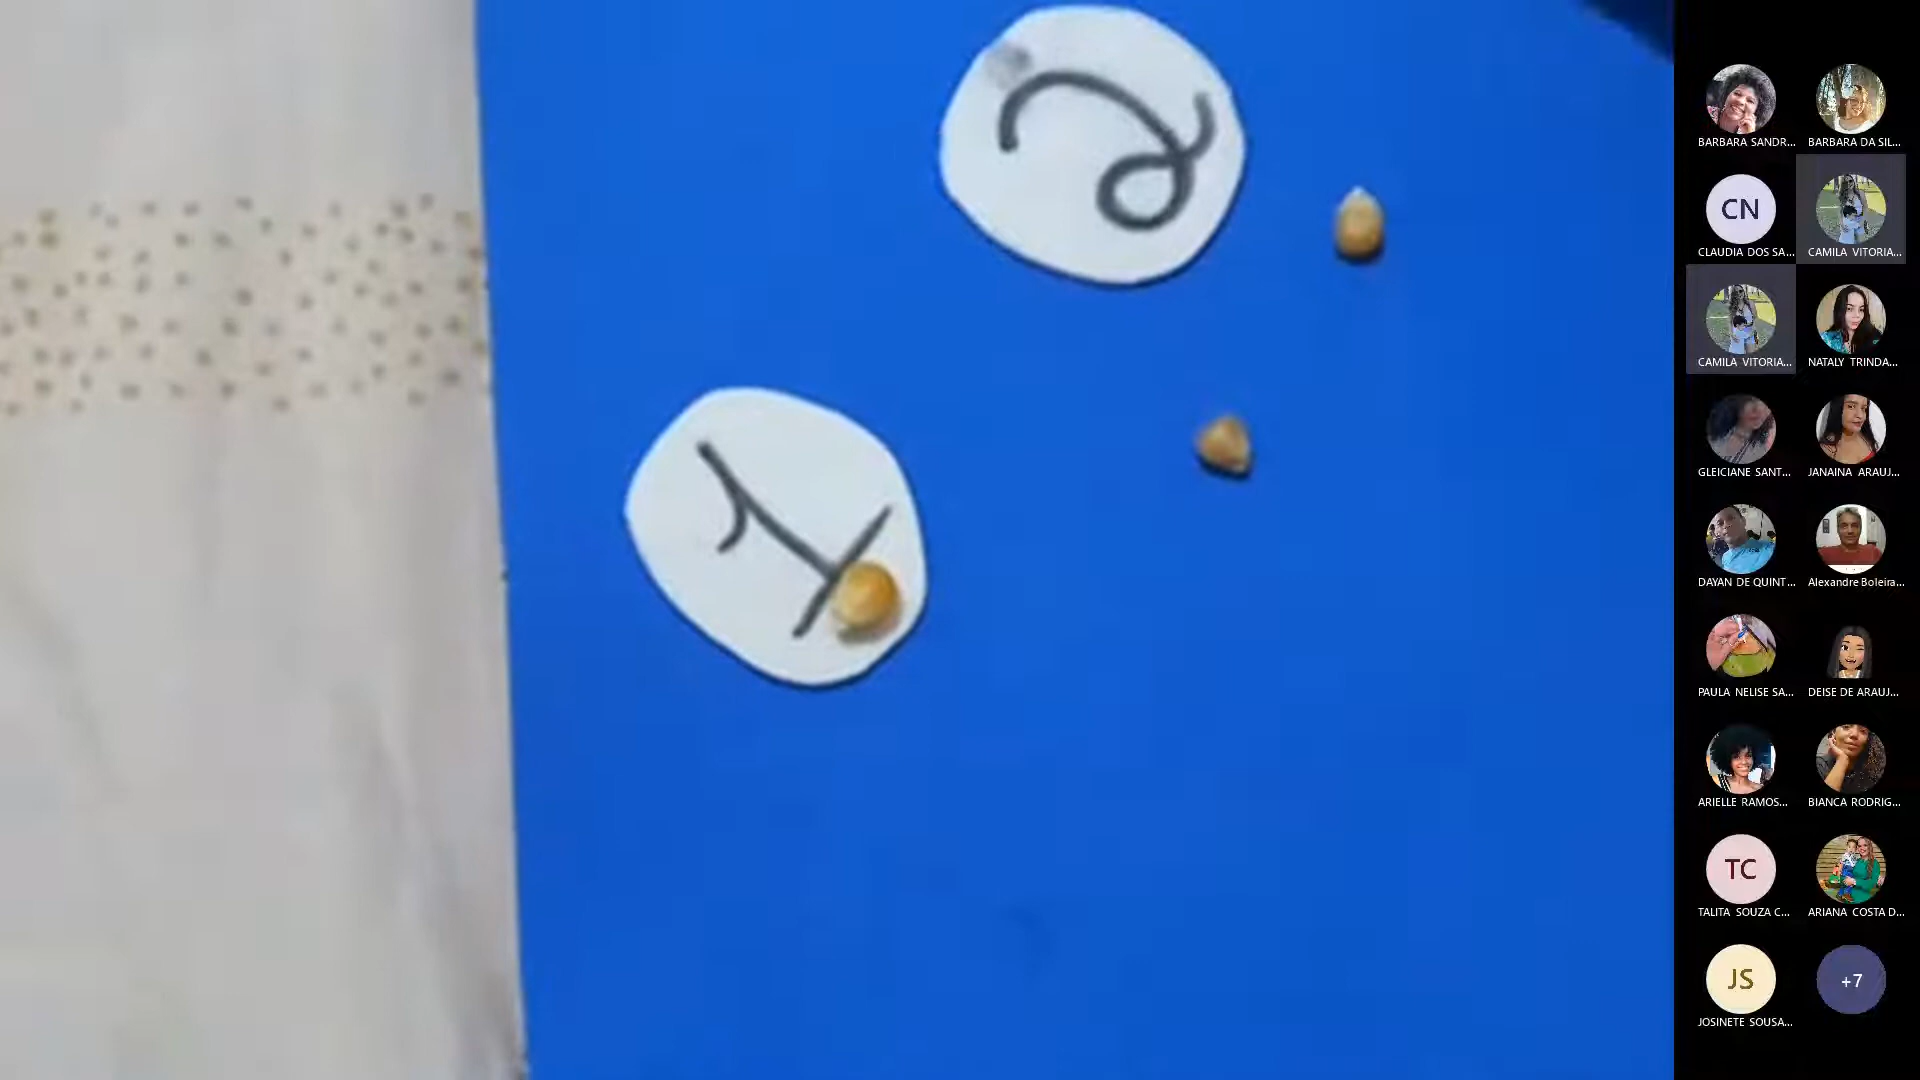 2
1
BARBARA SANDR...
BARBARA DA SIL...
CN
CLAUDIA DOS SA...
CAMILA VITORIA...
CAMILA VITORIA...
NATALY TRINDA...
GLEICIANE SANT...
JANAINA ARAUJ...
DAYAN DE QUINT...
Alexandre Boleira...
PAULA NELISE SA...
DEISE DE ARAUJ...
ARIELLE RAMOS...
BIANCA RODRIG...
TC
TALITA SOUZA C...
ARIANA COSTA D...
JS
JOSINETE SOUSA...
+7